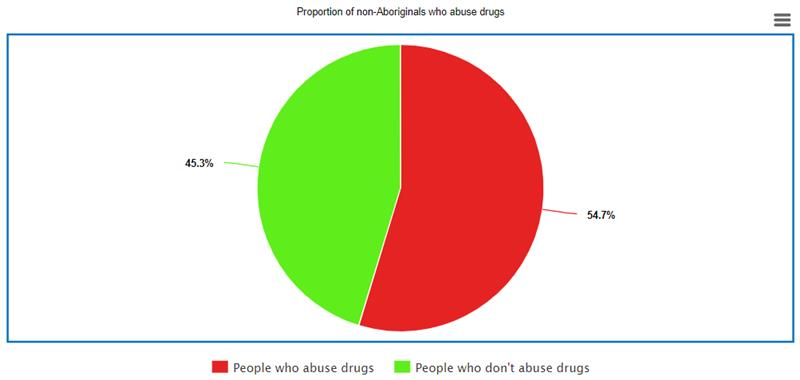 Proportion of non-Aboriginals who abuse drugs
45.3%
54.7%
People who abuse drugs People who don't abuse drugs